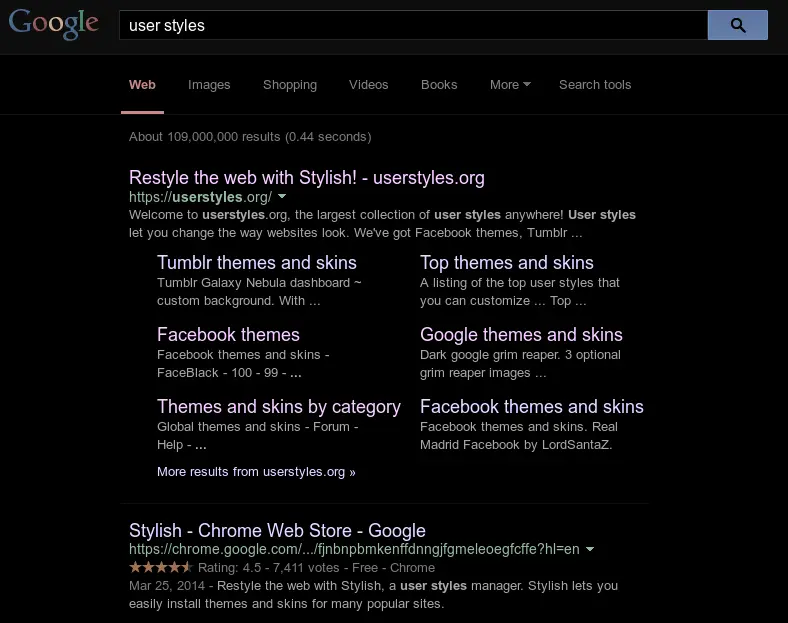 Google
user styles
Web Images Shopping Videos Books More Search tools
About 109,000,000 results (0.44 seconds)
Restyle the web with Stylish! - userstyles.org
https://userstyles.org/
Welcome to userstyles.org, the largest collection of user styles anywhere! User styles
let you change the way websites look. We've got Facebook themes, Tumblr ...
Tumblr themes and skins
Tumblr Galaxy Nebula dashboard ~
custom background. With ...
Top themes and skins
A listing of the top user styles that
you can customize ... Top ...
Facebook themes
Facebook themes and skins -
FaceBlack - 100 - 99 - ...
Google themes and skins
Dark google grim reaper. 3 optional
grim reaper images ...
Themes and skins by category
Global themes and skins - Forum -
Help - ...
Facebook themes and skins
Facebook themes and skins. Real
Madrid Facebook by LordSantaZ.
More results from userstyles.org »
Stylish - Chrome Web Store - Google
https://chrome.google.com/.../fjnbnpbmkenffdnngjfgmeleoegfcffe?hl=en
Rating: 4.5 - 7,411 votes - Free - Chrome
Mar 25, 2014 - Restyle the web with Stylish, a user styles manager. Stylish lets you
easily install themes and skins for many popular sites.